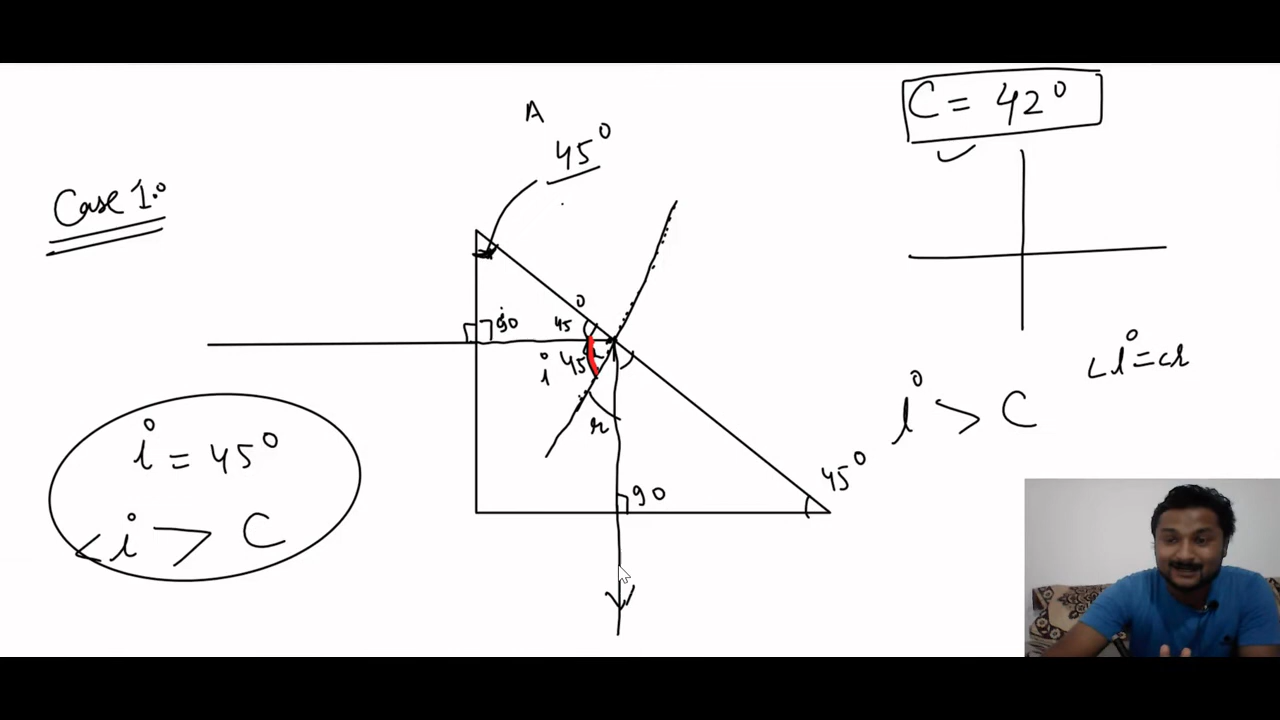 C = 42°
A
45°
Case 1:
90
45
i
45
r
90
45°
i = 45°
<i > C
i > C
<i = <r